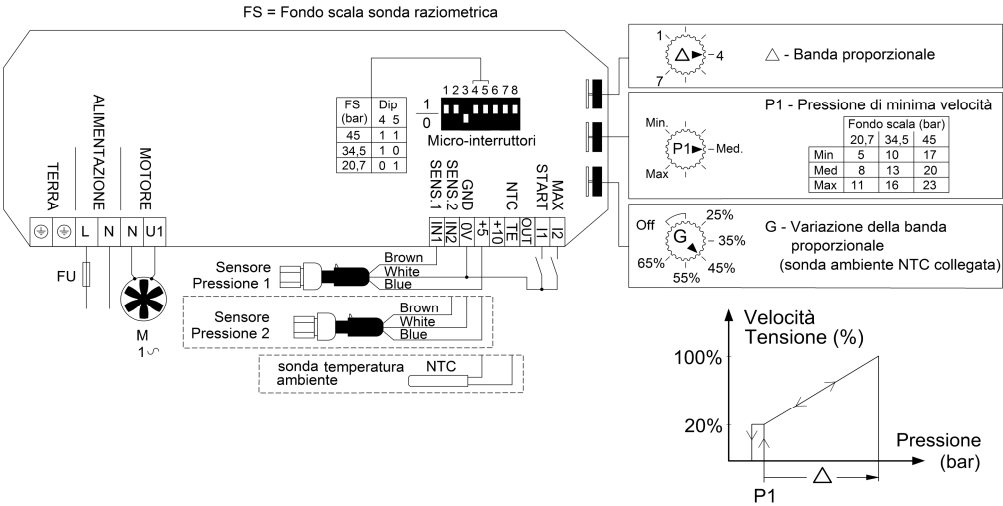 FS = Fondo scala sonda raziometrica
ALIMENTAZIONE
TERRA
MOTORE
L N N U1
FU
M
1∿
FS (bar) Dip 4 5
45 1 1
34,5 1 0
20,7 0 1
1 2 3 4 5 6 7 8
1
0
Micro-interruttori
SENS.1 SENS.2 GND NTC START MAX
IN1 IN2 0V +5 +10 TE OUT I1 I2
Sensore
Pressione 1
Brown
White
Blue
Sensore
Pressione 2
Brown
White
Blue
sonda temperatura
ambiente
NTC
1
4
7
△
△ - Banda proporzionale
P1 - Pressione di minima velocità
Min.
Med.
Max
P1
Fondo scala (bar)
20,7 34,5 45
Min 5 10 17
Med 8 13 20
Max 11 16 23
Off
25%
35%
45%
55%
65%
G
G - Variazione della banda
proporzionale
(sonda ambiente NTC collegata)
Velocità
Tensione (%)
100%
20%
Pressione
(bar)
△
P1